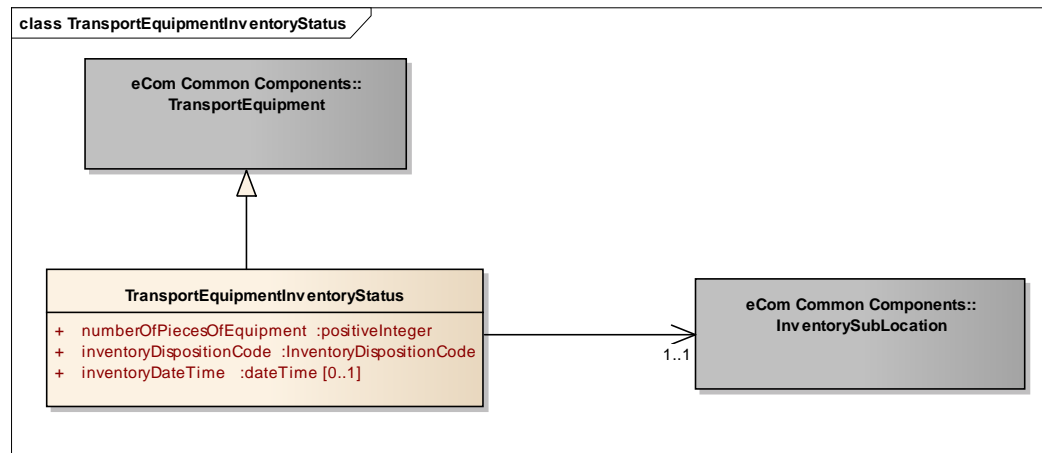 class TransportEquipmentInventoryStatus
eCom Common Components::
TransportEquipment
TransportEquipmentInventoryStatus
+ numberOfPiecesOfEquipment :positiveInteger
+ inventoryDispositionCode :InventoryDispositionCode
+ inventoryDateTime :dateTime [0..1]
1..1
eCom Common Components::
InventorySubLocation